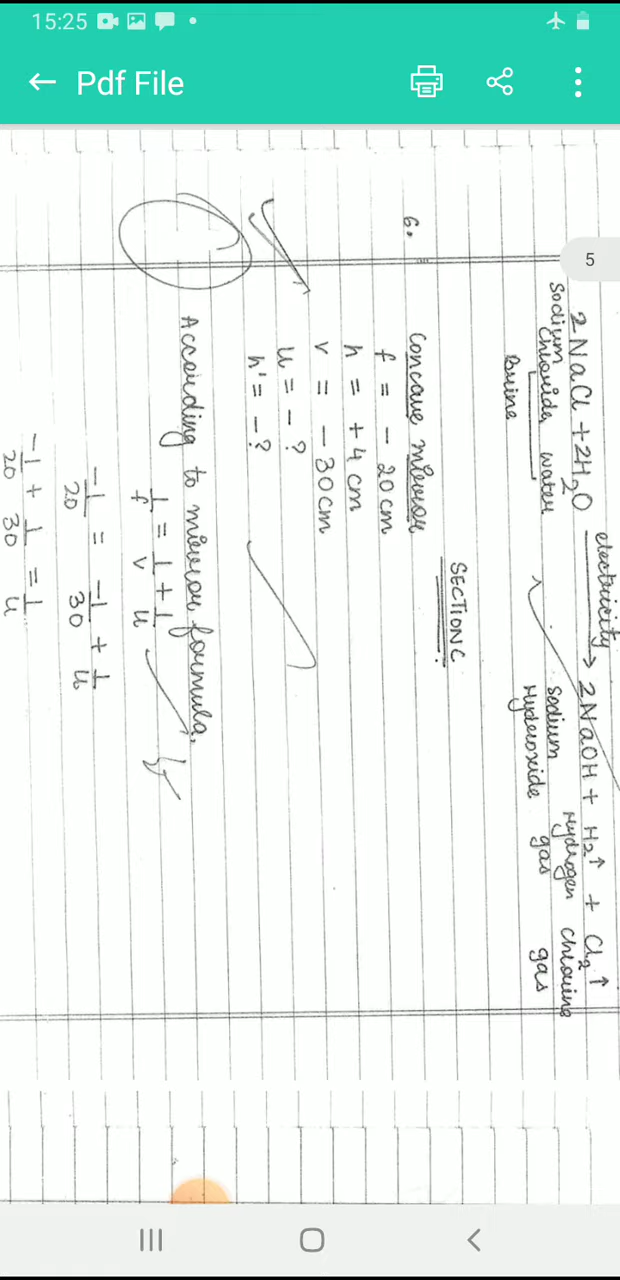 15:25
Pdf File
5
2NaCl + 2H2O electricity → 2NaOH + H2↑ + Cl2↑
Sodium Chloride water Sodium Hydroxide Hydrogen gas Chlorine gas
Brine
SECTION C
6. Concave mirror
f = - 20 cm
h = + 4 cm
v = - 30 cm
u = - ?
h' = - ?
According to mirror formula,
1/f = 1/v + 1/u
-1/20 = -1/30 + 1/u
-1/20 + 1/30 = 1/u